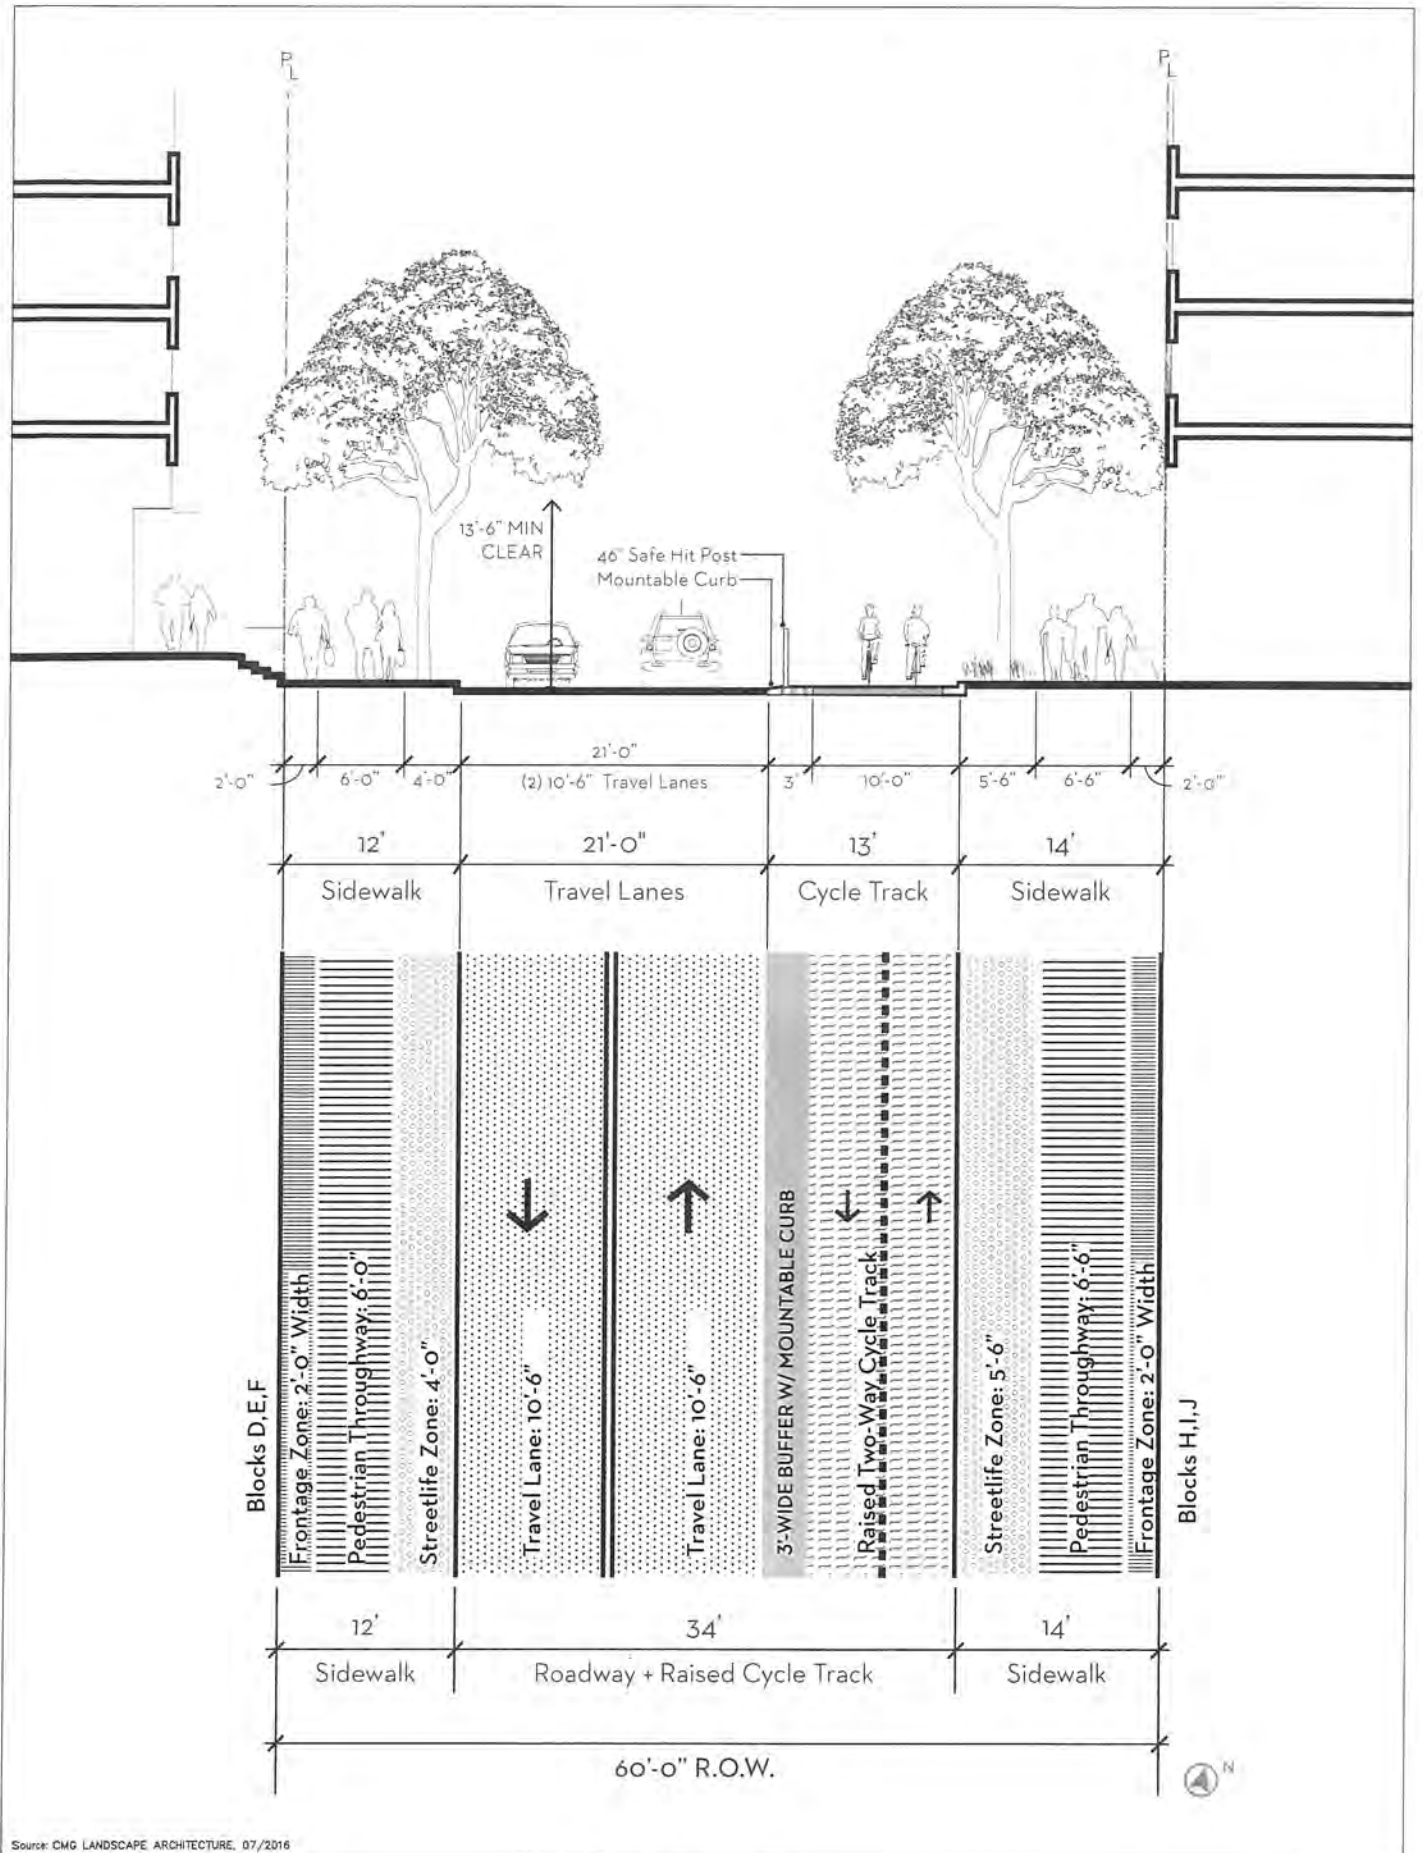 PL
PL
13'-6" MIN
CLEAR
46" Safe Hit Post
Mountable Curb
21'-0"
2'-0"
6'-0"
4'-0"
(2) 10'-6" Travel Lanes
3'
10'-0"
5'-6"
6'-6"
2'-0"
12'
21'-0"
13'
14'
Sidewalk
Travel Lanes
Cycle Track
Sidewalk
Blocks D,E,F
Frontage Zone: 2'-0" Width
Pedestrian Throughway: 6'-0"
Streetlife Zone: 4'-0"
Travel Lane: 10'-6"
Travel Lane: 10'-6"
3'-WIDE BUFFER W/ MOUNTABLE CURB
Raised Two-Way Cycle Track
Streetlife Zone: 5'-6"
Pedestrian Throughway: 6'-6"
Frontage Zone: 2'-0" Width
Blocks H,I,J
12'
34'
14'
Sidewalk
Roadway + Raised Cycle Track
Sidewalk
60'-0" R.O.W.
N
Source: CMG LANDSCAPE ARCHITECTURE, 07/2016